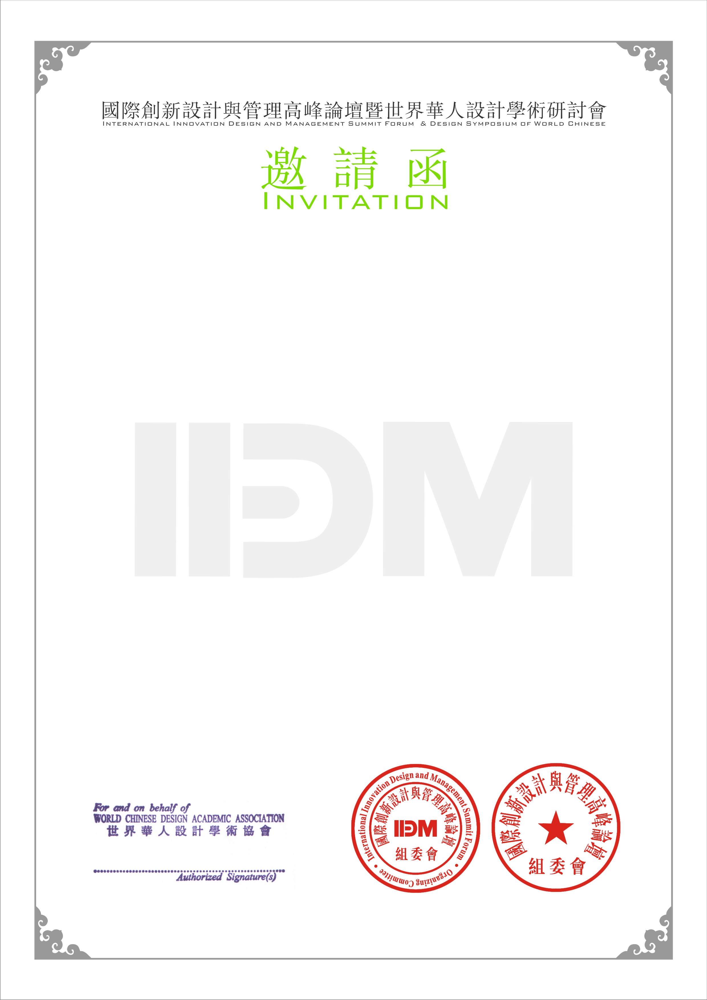 國際創新設計與管理高峰論壇暨世界華人設計學術研討會
International Innovation Design and Management Summit Forum & Design Symposium of World Chinese
邀請函
Invitation
IIDM
For and on behalf of
WORLD CHINESE DESIGN ACADEMIC ASSOCIATION
世界華人設計學術協會
Authorized Signature(s)
International Innovation Design and Management Summit Forum • Organizing Committee •
國際創新設計與管理高峰論壇
IIDM
組委會
國際創新設計與管理高峰論壇
組委會